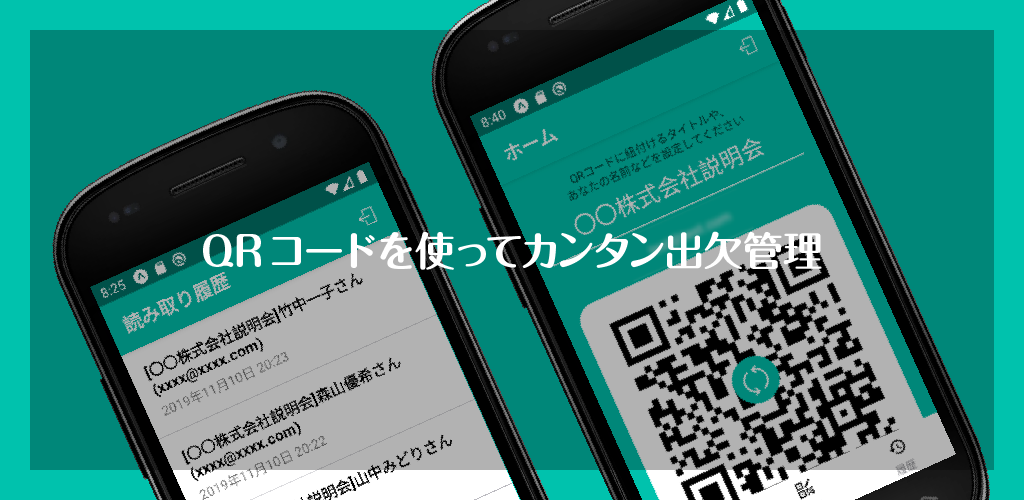 QRコードを使ってカンタン出欠管理
8:25
読み取り履歴
[〇〇株式会社説明会]竹中一子さん
(xxxx@xxxx.com)
2019年11月10日 20:23
[〇〇株式会社説明会]森山優希さん
(xxxx@xxxx.com)
2019年11月10日 20:22
[〇〇株式会社説明会]山中みどりさん
8:40
ホーム
QRコードに紐付けるタイトルや、
あなたの名前などを設定してください
〇〇株式会社説明会
履歴